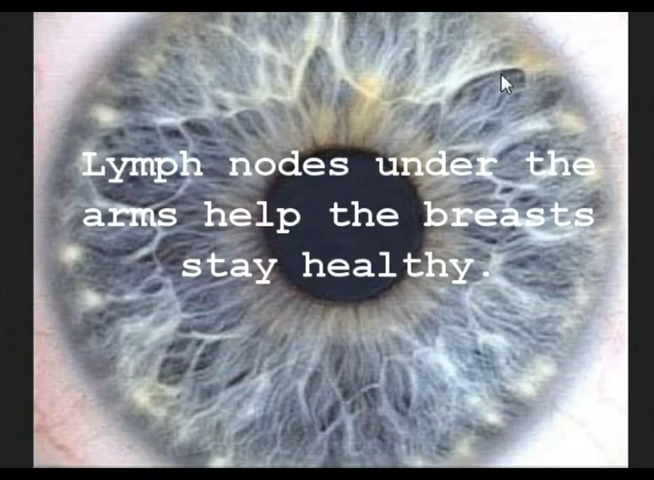 Lymph nodes under the
arms help the breasts
stay healthy.